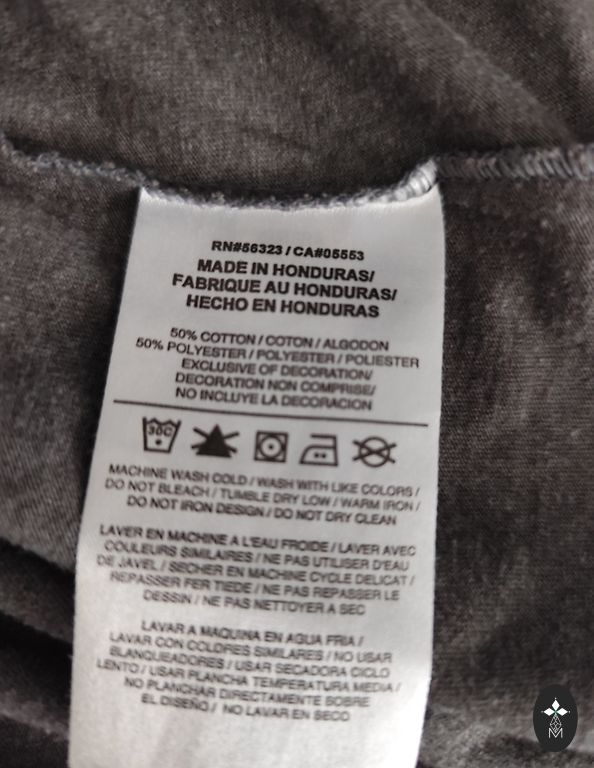 RN#56323 / CA#05553
MADE IN HONDURAS/
FABRIQUE AU HONDURAS/
HECHO EN HONDURAS
50% COTTON / COTON / ALGODON
50% POLYESTER / POLYESTER / POLIESTER
EXCLUSIVE OF DECORATION/
DECORATION NON COMPRISE/
NO INCLUYE LA DECORACION
30C
MACHINE WASH COLD / WASH WITH LIKE COLORS /
DO NOT BLEACH / TUMBLE DRY LOW / WARM IRON /
DO NOT IRON DESIGN / DO NOT DRY CLEAN
LAVER EN MACHINE A L'EAU FROIDE / LAVER AVEC
COULEURS SIMILAIRES / NE PAS UTILISER D'EAU
DE JAVEL / SECHER EN MACHINE CYCLE DELICAT /
REPASSER FER TIEDE / NE PAS REPASSER LE
DESSIN / NE PAS NETTOYER A SEC
LAVAR A MAQUINA EN AGUA FRIA /
LAVAR CON COLORES SIMILARES / NO USAR
BLANQUEADORES / USAR SECADORA CICLO
LENTO / USAR PLANCHA TEMPERATURA MEDIA /
NO PLANCHAR DIRECTAMENTE SOBRE
EL DISEÑO / NO LAVAR EN SECO
M